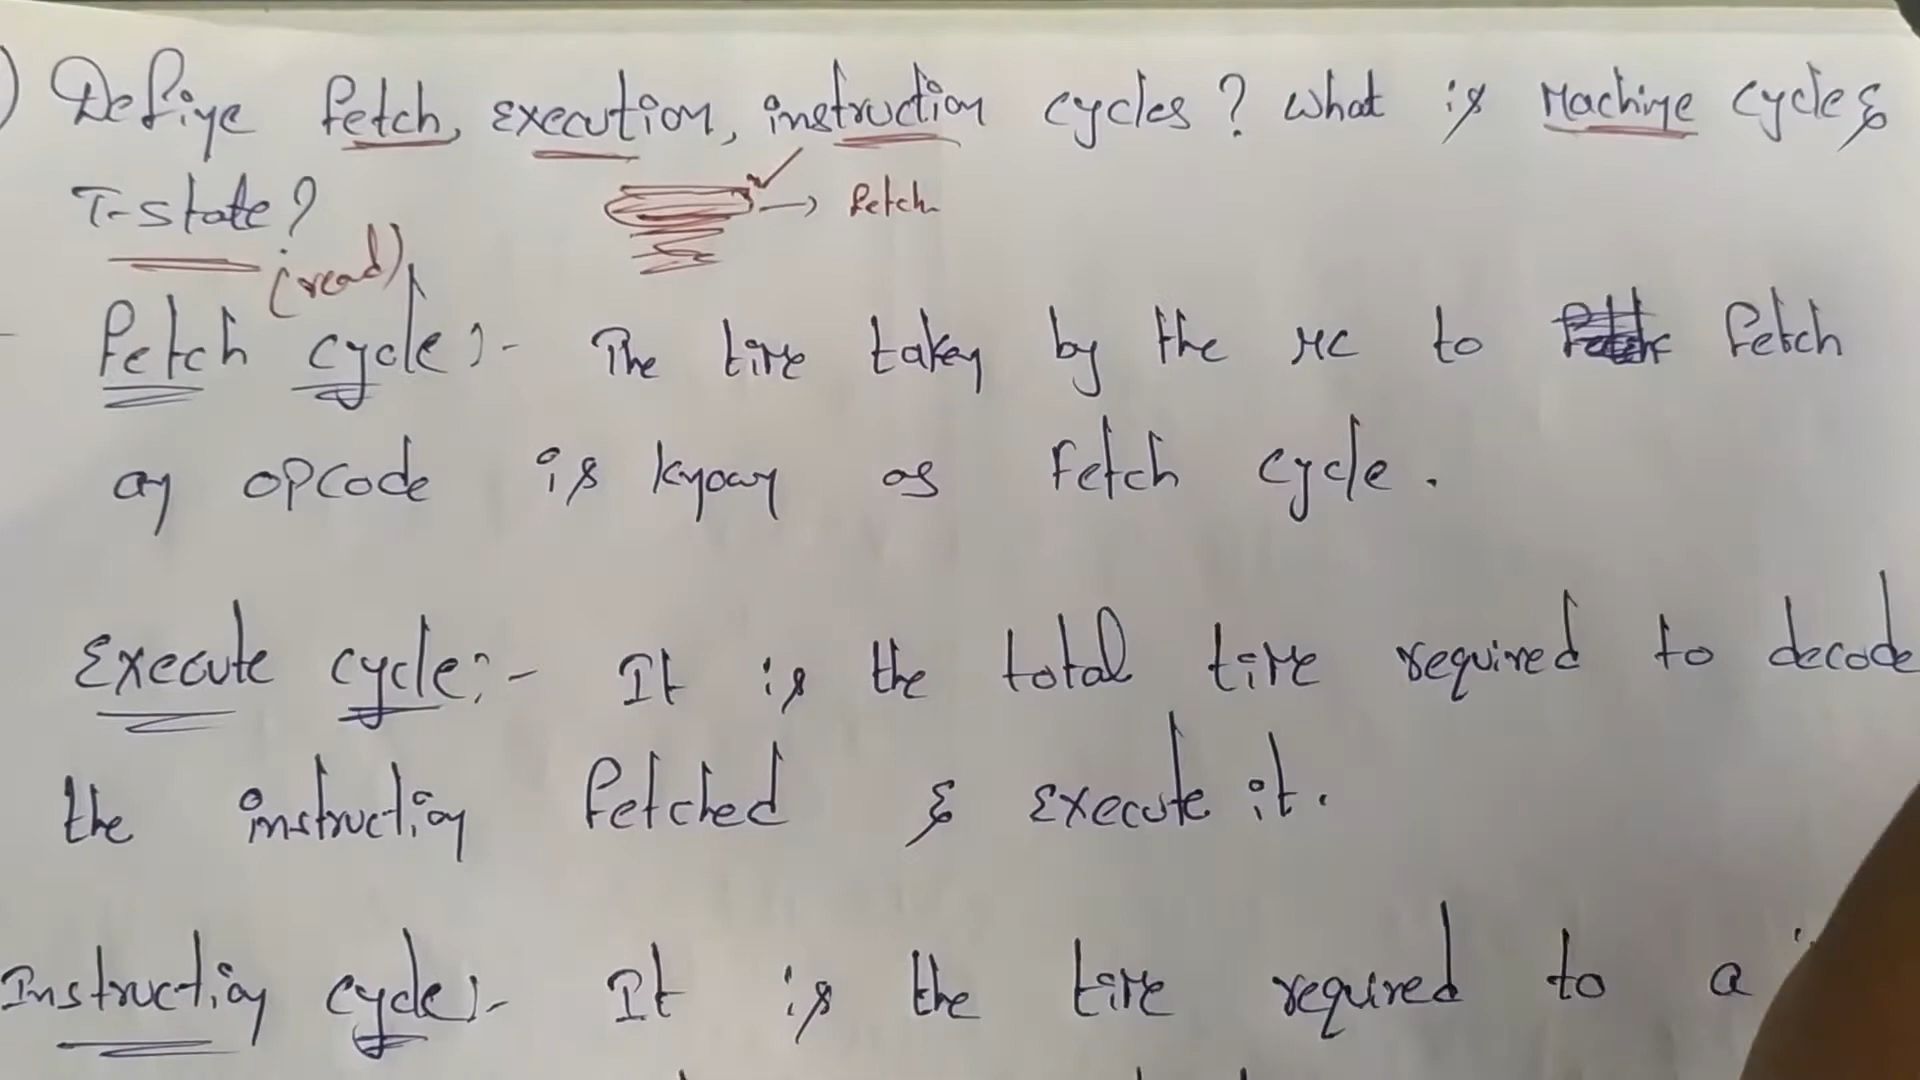 ) Define fetch, execution, instruction cycles? What is Machine cycle &
T-state?
→ fetch
(read)
fetch cycle:- The time taken by the MC to fetch
an opcode is known as Fetch cycle.
Execute cycle:- It is the total time required to decode
the instruction fetched & execute it.
Instruction cycle:- It is the time required to a